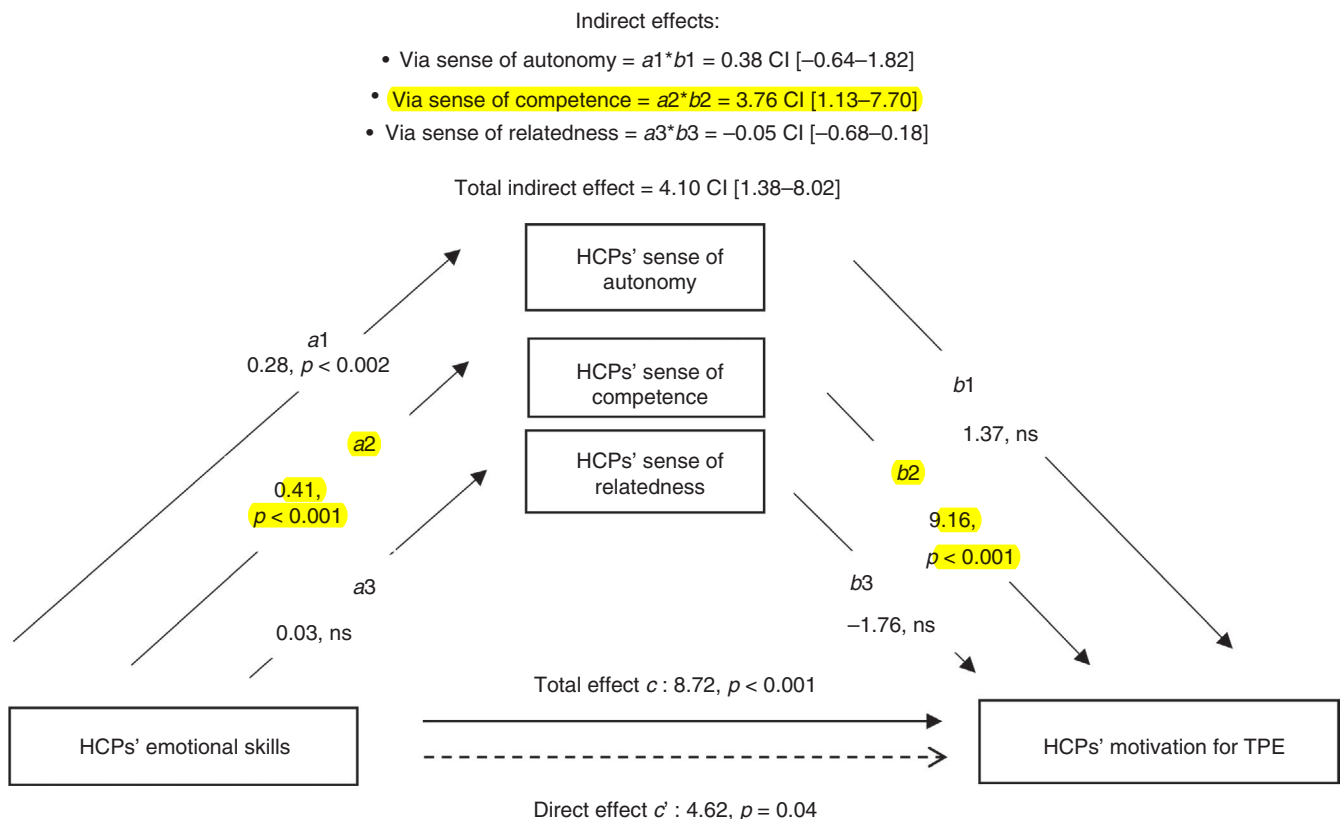 Indirect effects:
• Via sense of autonomy = a1*b1 = 0.38 CI [−0.64–1.82]
• Via sense of competence = a2*b2 = 3.76 CI [1.13–7.70]
• Via sense of relatedness = a3*b3 = −0.05 CI [−0.68–0.18]
Total indirect effect = 4.10 CI [1.38–8.02]
HCPs' sense of
autonomy
a1
0.28, p < 0.002
HCPs' sense of
competence
b1
1.37, ns
a2
0.41,
p < 0.001
HCPs' sense of
relatedness
b2
9.16,
p < 0.001
a3
0.03, ns
b3
−1.76, ns
Total effect c : 8.72, p < 0.001
HCPs' emotional skills
HCPs' motivation for TPE
Direct effect c' : 4.62, p = 0.04